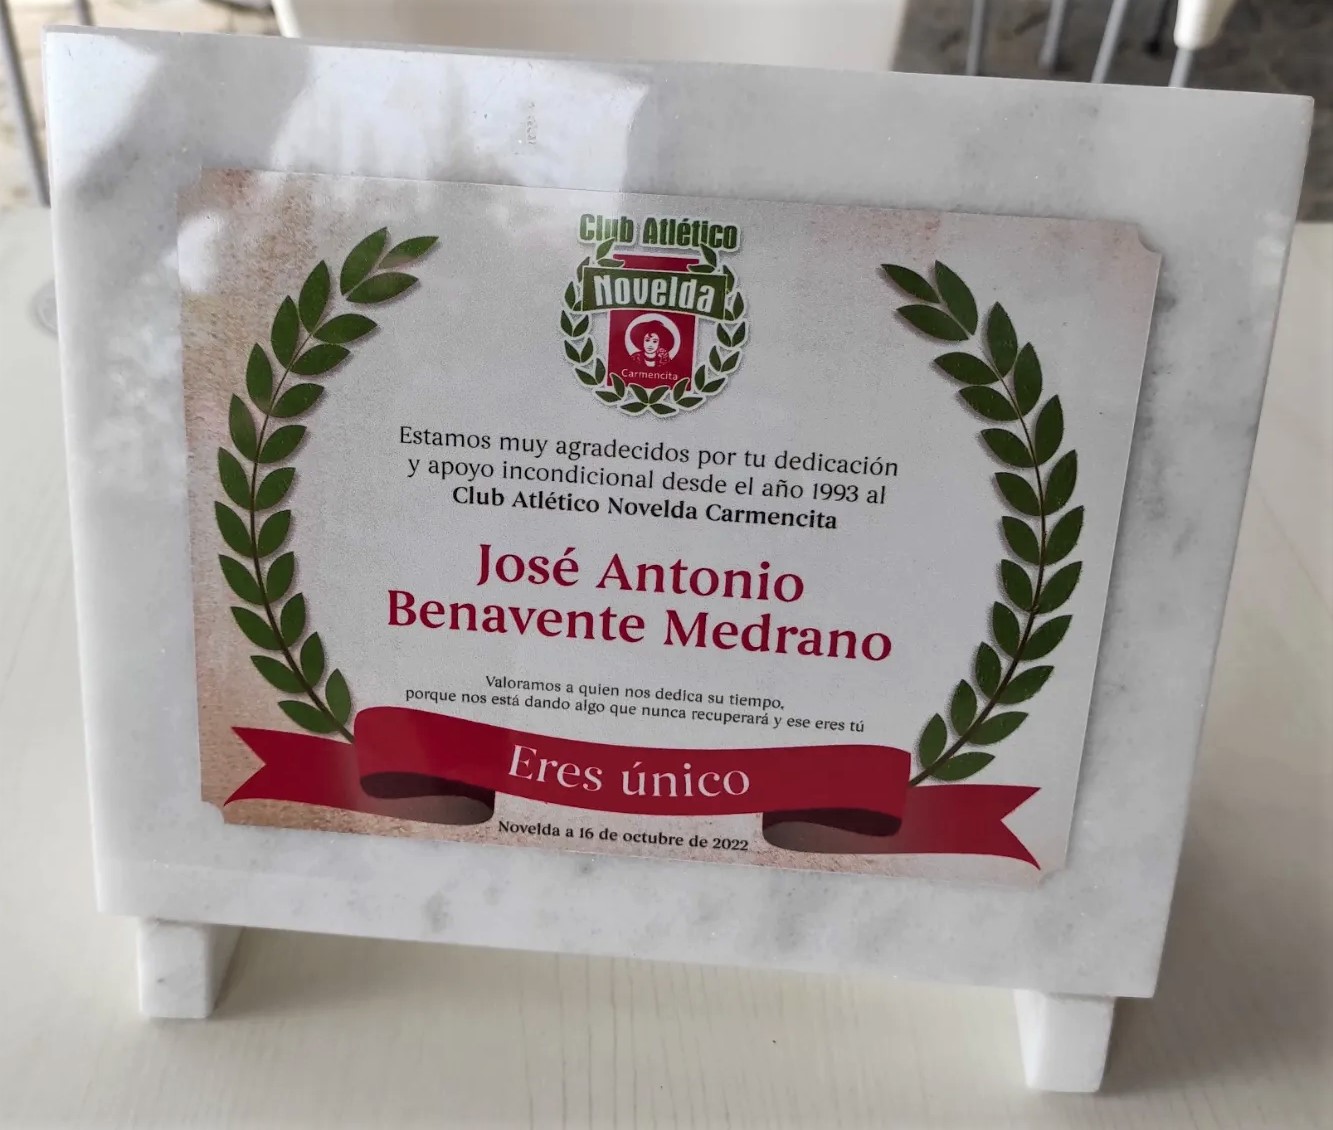 Club Atlético
Novelda
Carmencita
Estamos muy agradecidos por tu dedicación
y apoyo incondicional desde el año 1993 al
Club Atlético Novelda Carmencita
José Antonio
Benavente Medrano
Valoramos a quien nos dedica su tiempo,
porque nos está dando algo que nunca recuperará y ese eres tú
Eres único
Novelda a 16 de octubre de 2022